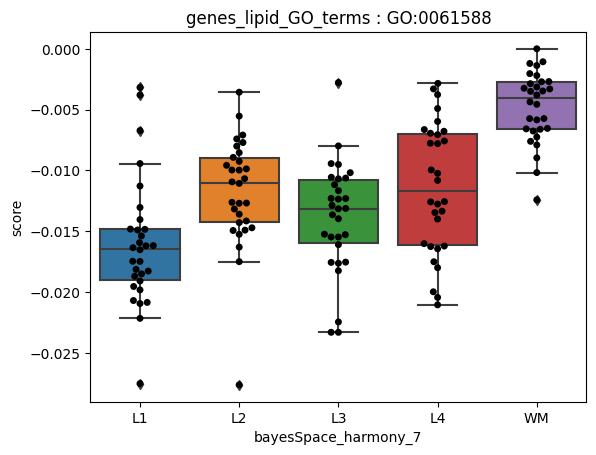 genes_lipid_GO_terms : GO:0061588
0.000
−0.005
−0.010
−0.015
−0.020
−0.025
score
L1 L2 L3 L4 WM
bayesSpace_harmony_7